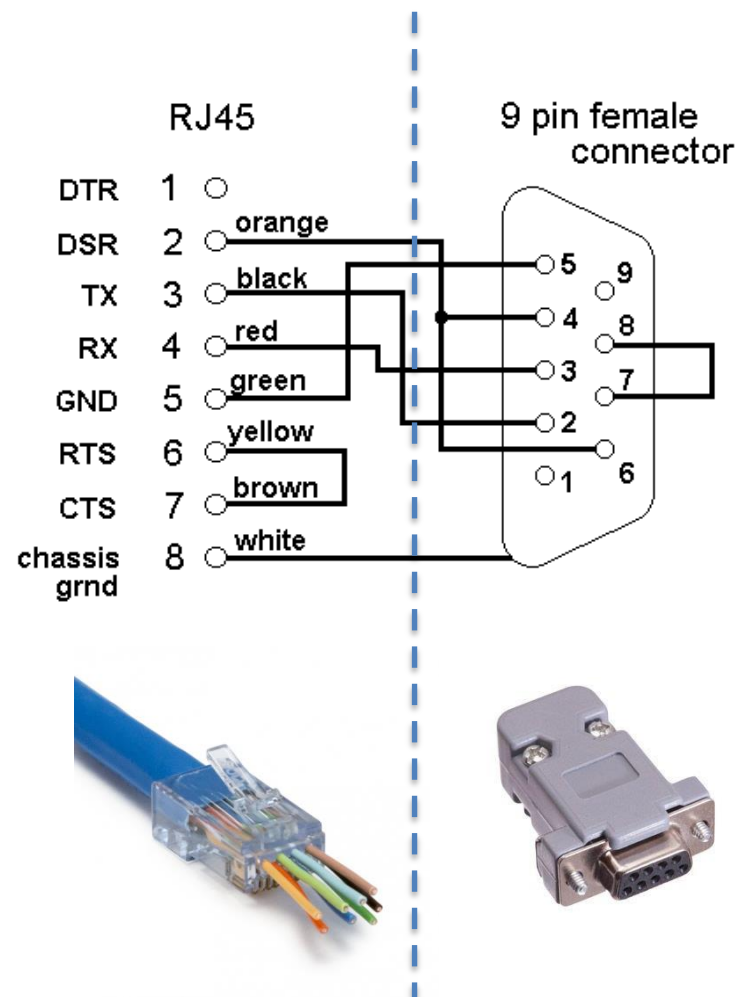 RJ45
DTR 1
DSR 2 orange
TX 3 black
RX 4 red
GND 5 green
RTS 6 yellow
CTS 7 brown
chassis
grnd 8 white
9 pin female
connector
5
9
4
8
3
7
2
6
1